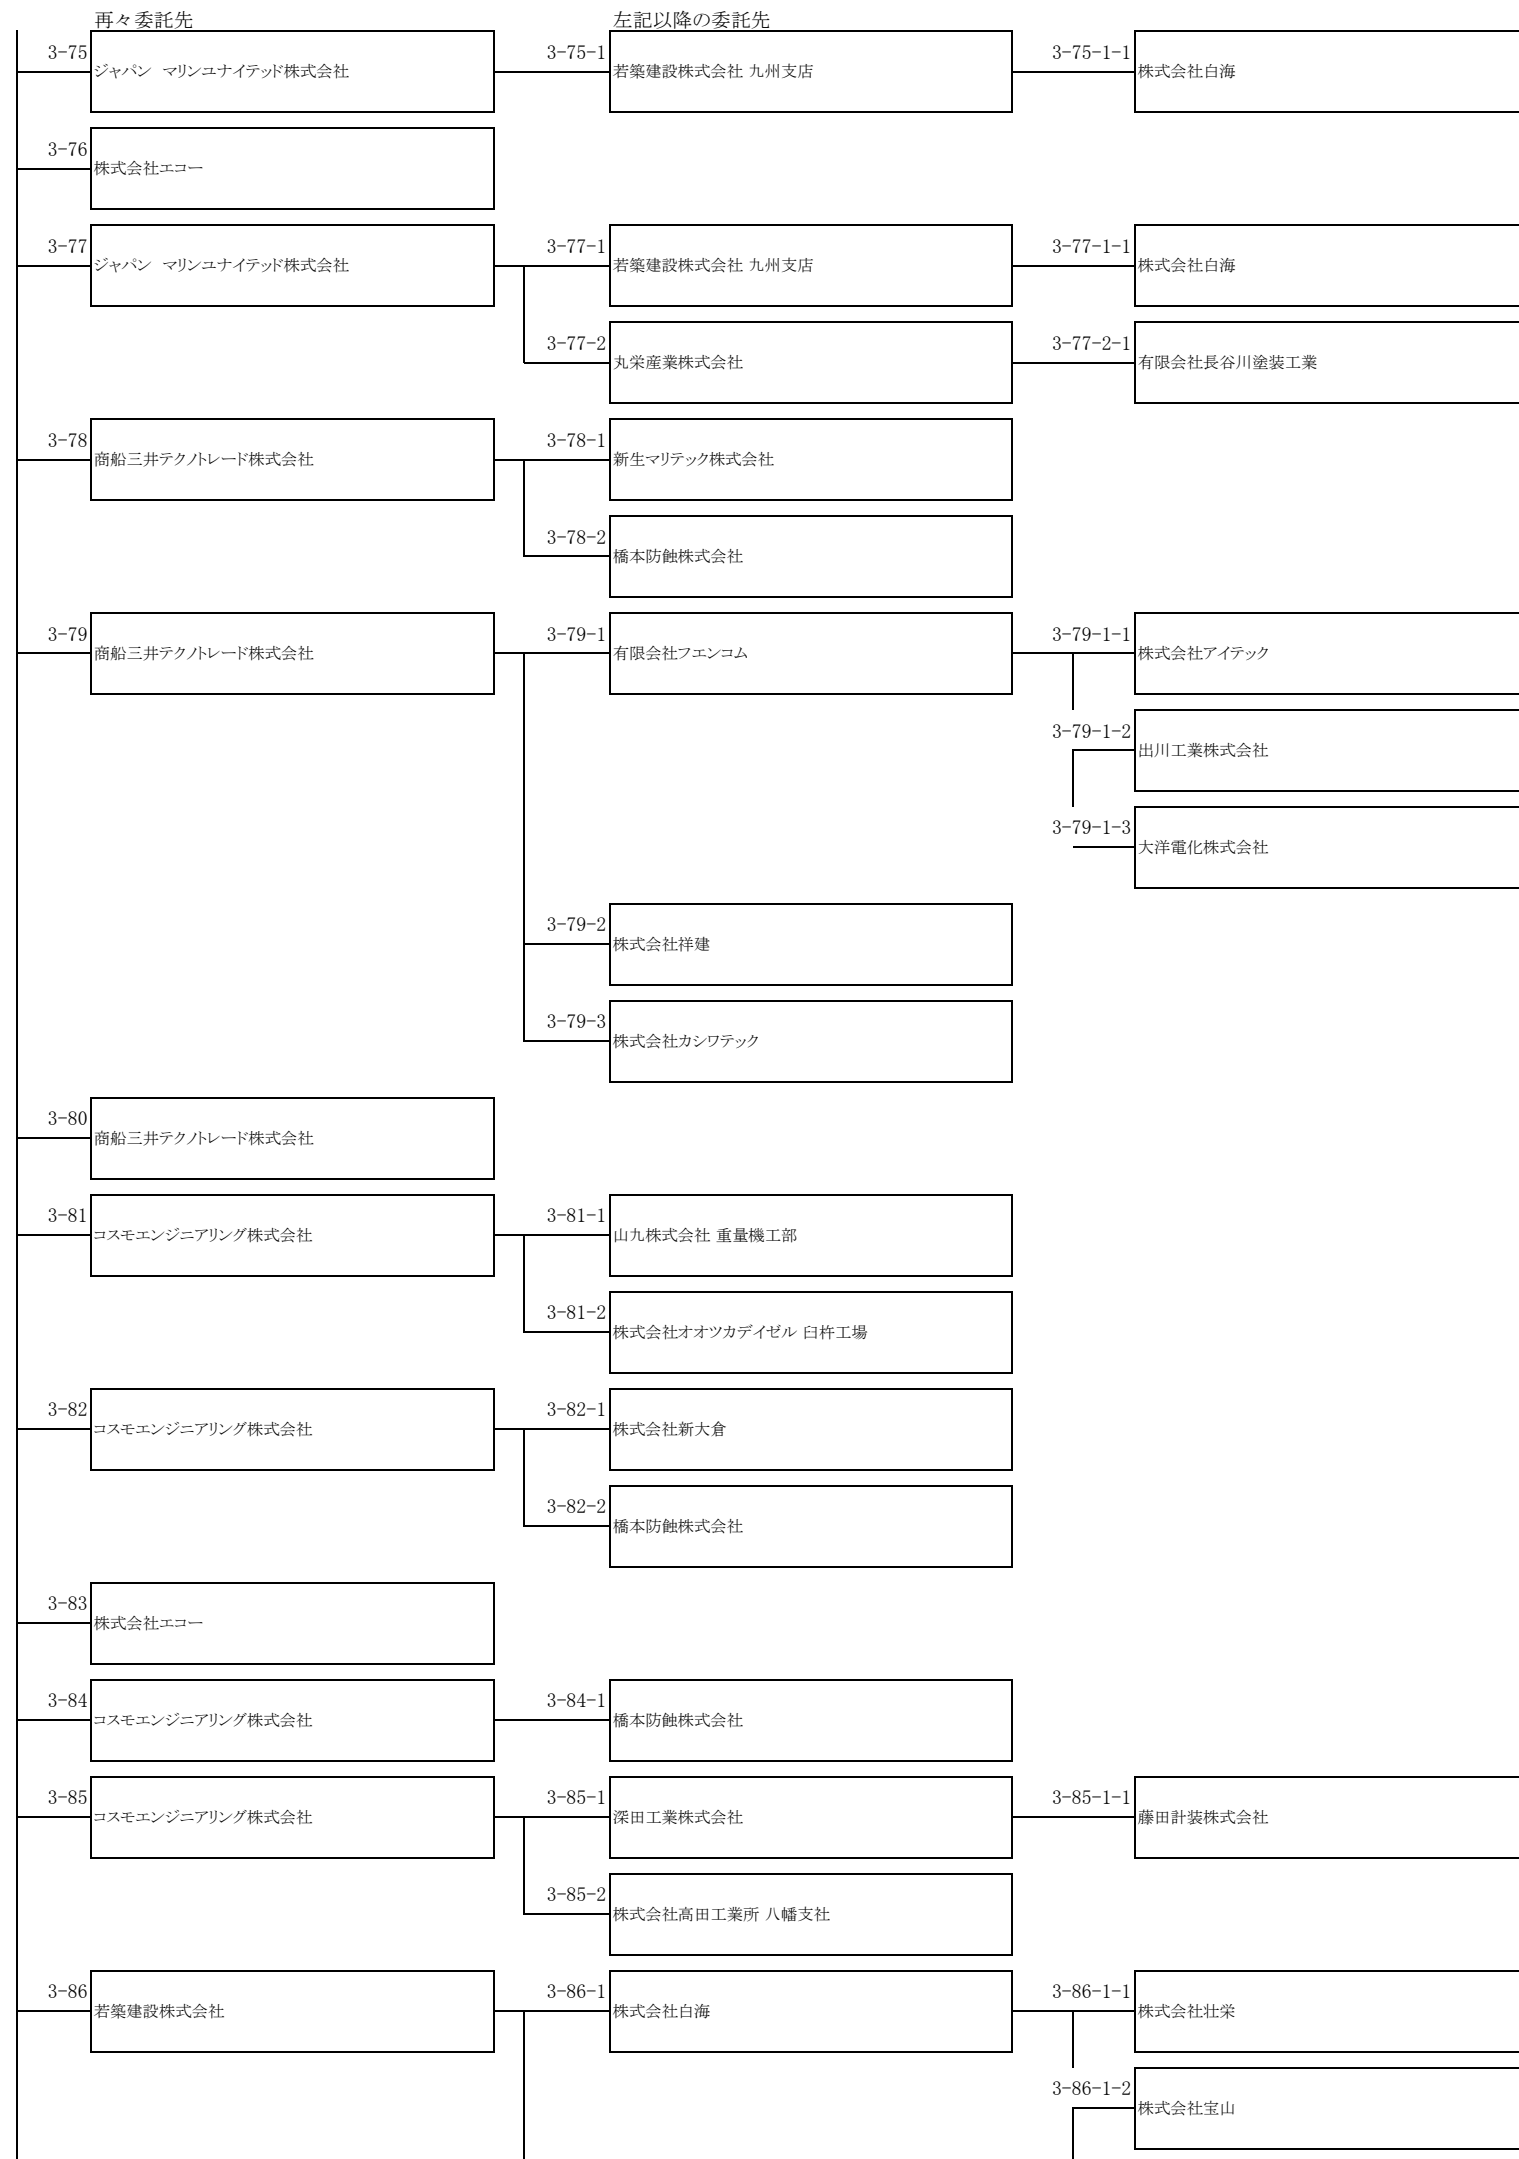 再々委託先 左記以降の委託先
3-75 ジャパン　マリンユナイテッド株式会社 3-75-1 若築建設株式会社 九州支店 3-75-1-1 株式会社白海
3-76 株式会社エコー
3-77 ジャパン　マリンユナイテッド株式会社 3-77-1 若築建設株式会社 九州支店 3-77-1-1 株式会社白海
3-77-2 丸栄産業株式会社 3-77-2-1 有限会社長谷川塗装工業
3-78 商船三井テクノトレード株式会社 3-78-1 新生マリテック株式会社
3-78-2 橋本防蝕株式会社
3-79 商船三井テクノトレード株式会社 3-79-1 有限会社フエンコム 3-79-1-1 株式会社アイテック
3-79-1-2 出川工業株式会社
3-79-1-3 大洋電化株式会社
3-79-2 株式会社祥建
3-79-3 株式会社カシワテック
3-80 商船三井テクノトレード株式会社
3-81 コスモエンジニアリング株式会社 3-81-1 山九株式会社 重量機工部
3-81-2 株式会社オオツカデイゼル 臼杵工場
3-82 コスモエンジニアリング株式会社 3-82-1 株式会社新大倉
3-82-2 橋本防蝕株式会社
3-83 株式会社エコー
3-84 コスモエンジニアリング株式会社 3-84-1 橋本防蝕株式会社
3-85 コスモエンジニアリング株式会社 3-85-1 深田工業株式会社 3-85-1-1 藤田計装株式会社
3-85-2 株式会社高田工業所 八幡支社
3-86 若築建設株式会社 3-86-1 株式会社白海 3-86-1-1 株式会社壮栄
3-86-1-2 株式会社宝山